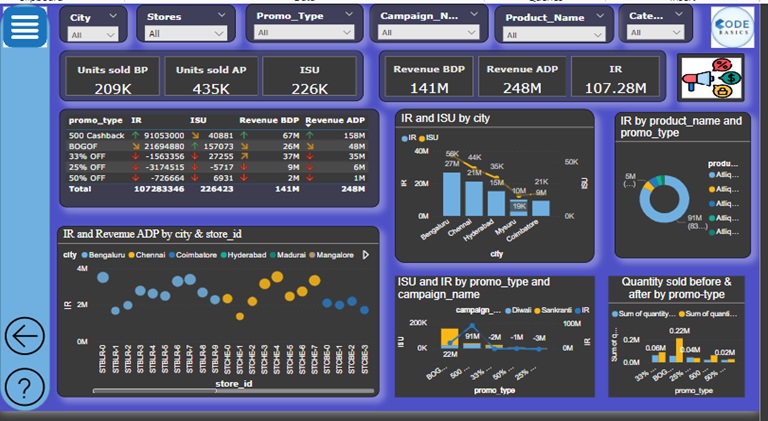 City
All
Stores
All
Promo_Type
All
Campaign_N...
All
Product_Name
All
Cate...
All
CODE
BASICS
Units sold BP
209K
Units sold AP
435K
ISU
226K
Revenue BDP
141M
Revenue ADP
248M
IR
107.28M
promo_type IR ISU Revenue BDP Revenue ADP
500 Cashback 91053000 40881 67M 158M
BOGOF 21694880 157073 26M 48M
33% OFF -1563356 27255 37M 35M
25% OFF -3174515 -5717 9M 6M
50% OFF -726664 6931 2M 1M
Total 107283346 226423 141M 248M
IR and ISU by city
IR ISU
40M
20M
0M
IR
56K
27M
44K
21M
35K
15M
10M
19K
21K
9M
50K
0K
ISU
Bengaluru
Chennai
Hyderabad
Mysuru
Coimbatore
city
IR by product_name and
promo_type
5M
(...)
91M
(83...)
produ...
Atliq...
Atliq...
Atliq...
Atliq...
Atliq...
IR and Revenue ADP by city & store_id
city Bengaluru Chennai Coimbatore Hyderabad Madurai Mangalore
4M
2M
0M
IR
STBLR-0
STBLR-1
STBLR-2
STBLR-3
STBLR-4
STBLR-5
STBLR-6
STBLR-7
STBLR-8
STBLR-9
STCHE-0
STCHE-1
STCHE-2
STCHE-3
STCHE-4
STCHE-5
STCHE-6
STCHE-7
STCBE-0
STCBE-1
STCBE-2
STCBE-3
store_id
ISU and IR by promo_type and
campaign_name
campaign_... Diwali Sankranti IR
200K
0K
ISU
22M
91M
-2M
-1M
-3M
100M
0M
IR
BOG...
500 ...
33% ...
50% ...
25% ...
promo_type
Quantity sold before &
after by promo-type
Sum of quantity... Sum of quanti...
0.2M
0.0M
Sum of q...
0.06M
0.22M
0.04M
0.02M
33% ...
BOG...
25% ...
500 ...
50% ...
promo_type
?